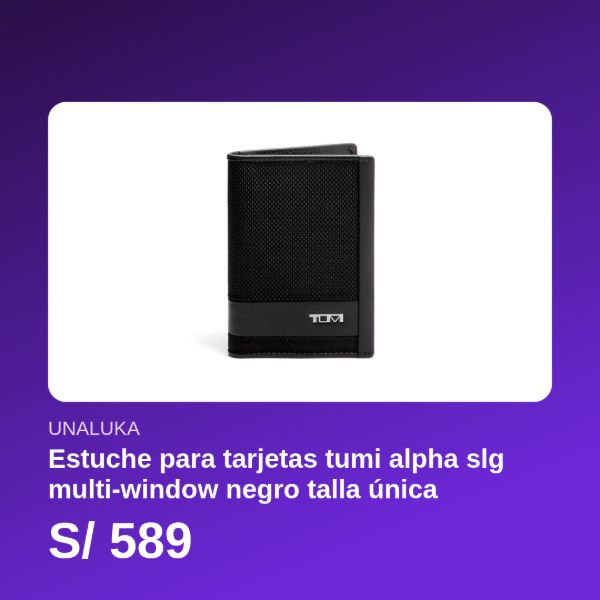 TUMI
UNALUKA
Estuche para tarjetas tumi alpha slg
multi-window negro talla única
S/ 589